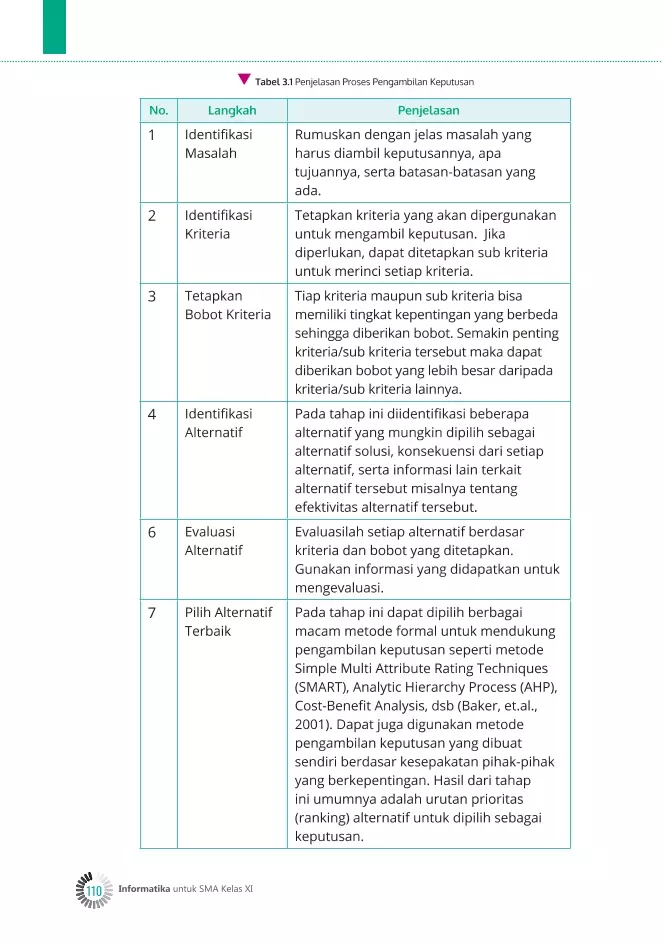 ▼ Tabel 3.1 Penjelasan Proses Pengambilan Keputusan
No. Langkah Penjelasan
1 Identifikasi Rumuskan dengan jelas masalah yang
Masalah harus diambil keputusannya, apa
tujuannya, serta batasan-batasan yang
ada.
2 Identifikasi Tetapkan kriteria yang akan dipergunakan
Kriteria untuk mengambil keputusan. Jika
diperlukan, dapat ditetapkan sub kriteria
untuk merinci setiap kriteria.
3 Tetapkan Tiap kriteria maupun sub kriteria bisa
Bobot Kriteria memiliki tingkat kepentingan yang berbeda
sehingga diberikan bobot. Semakin penting
kriteria/sub kriteria tersebut maka dapat
diberikan bobot yang lebih besar daripada
kriteria/sub kriteria lainnya.
4 Identifikasi Pada tahap ini diidentifikasi beberapa
Alternatif alternatif yang mungkin dipilih sebagai
alternatif solusi, konsekuensi dari setiap
alternatif, serta informasi lain terkait
alternatif tersebut misalnya tentang
efektivitas alternatif tersebut.
6 Evaluasi Evaluasilah setiap alternatif berdasar
Alternatif kriteria dan bobot yang ditetapkan.
Gunakan informasi yang didapatkan untuk
mengevaluasi.
7 Pilih Alternatif Pada tahap ini dapat dipilih berbagai
Terbaik macam metode formal untuk mendukung
pengambilan keputusan seperti metode
Simple Multi Attribute Rating Techniques
(SMART), Analytic Hierarchy Process (AHP),
Cost-Benefit Analysis, dsb (Baker, et.al.,
2001). Dapat juga digunakan metode
pengambilan keputusan yang dibuat
sendiri berdasar kesepakatan pihak-pihak
yang berkepentingan. Hasil dari tahap
ini umumnya adalah urutan prioritas
(ranking) alternatif untuk dipilih sebagai
keputusan.
110 Informatika untuk SMA Kelas XI